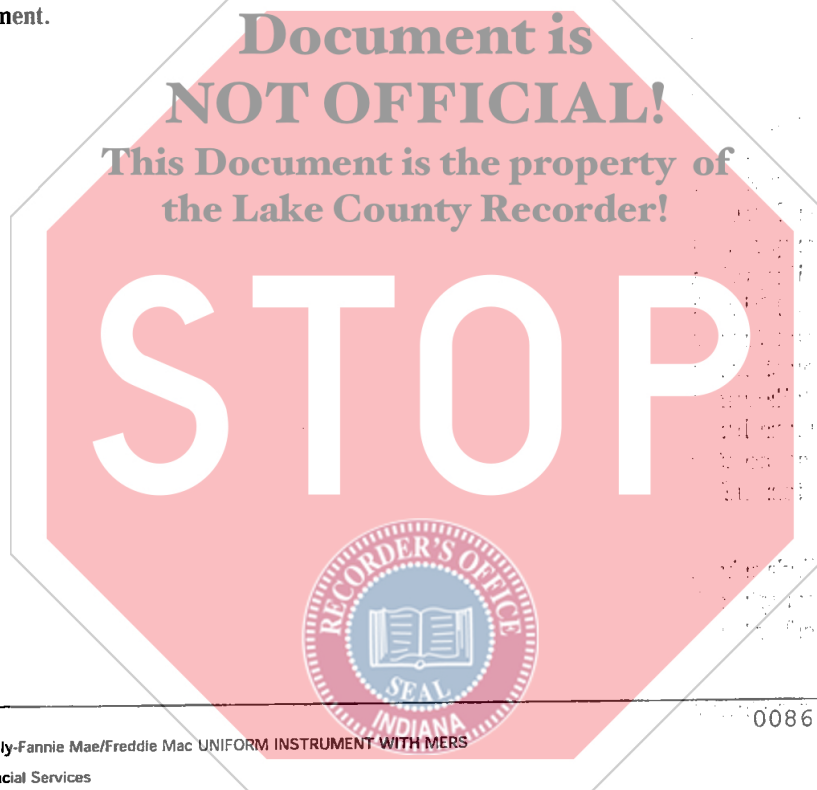 ment.
Document is
NOT OFFICIAL!
This Document is the property of
the Lake County Recorder!
STOP
RECORDER'S OFFICE
SEAL
INDIANA
0086
ly-Fannie Mae/Freddie Mac UNIFORM INSTRUMENT WITH MERS
ncial Services